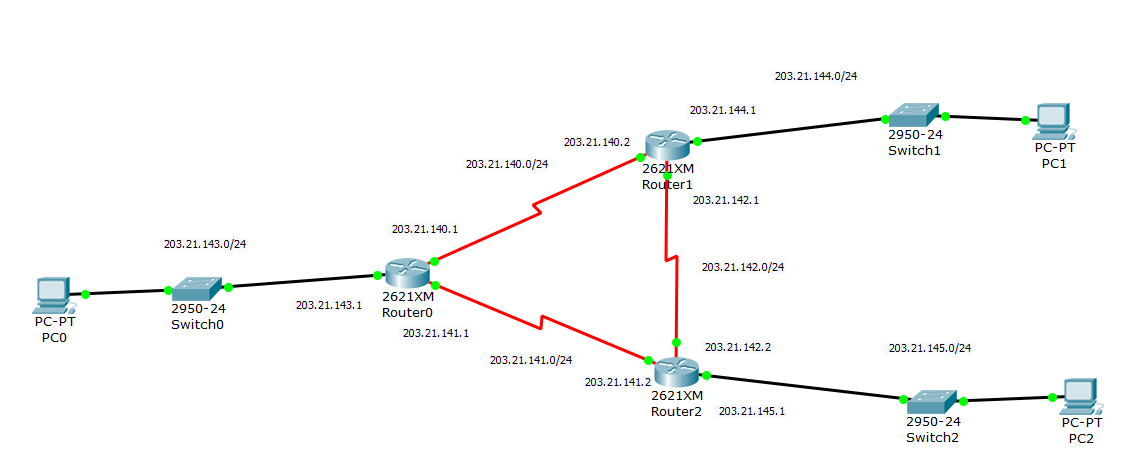 203.21.144.0/24
203.21.144.1
2950-24
Switch1
PC-PT
PC1
203.21.140.2
2621XM
Router1
203.21.140.0/24
203.21.142.1
203.21.140.1
203.21.143.0/24
203.21.142.0/24
2950-24
Switch0
PC-PT
PC0
203.21.143.1
2621XM
Router0
203.21.141.1
203.21.141.0/24
203.21.142.2
203.21.145.0/24
203.21.141.2
2621XM
Router2
203.21.145.1
2950-24
Switch2
PC-PT
PC2